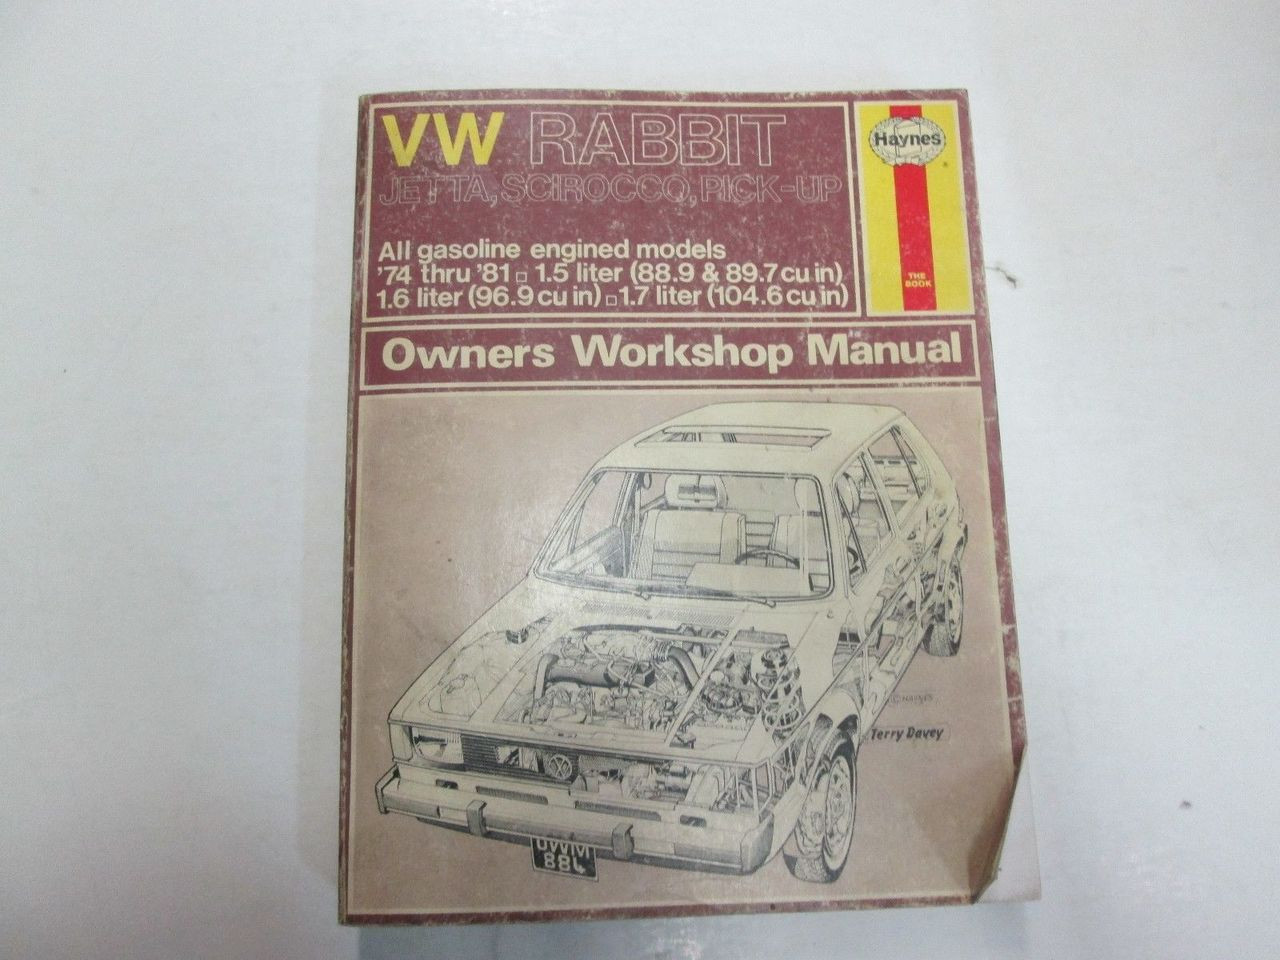 VW RABBIT
JETTA, SCIROCCO, PICK-UP
All gasoline engined models
'74 thru '81 □ 1.5 liter (88.9 & 89.7 cu in)
1.6 liter (96.9 cu in) □ 1.7 liter (104.6 cu in)
Haynes
®
THE
BOOK
Owners Workshop Manual
© HAYNES
Terry Davey
UWM
88L